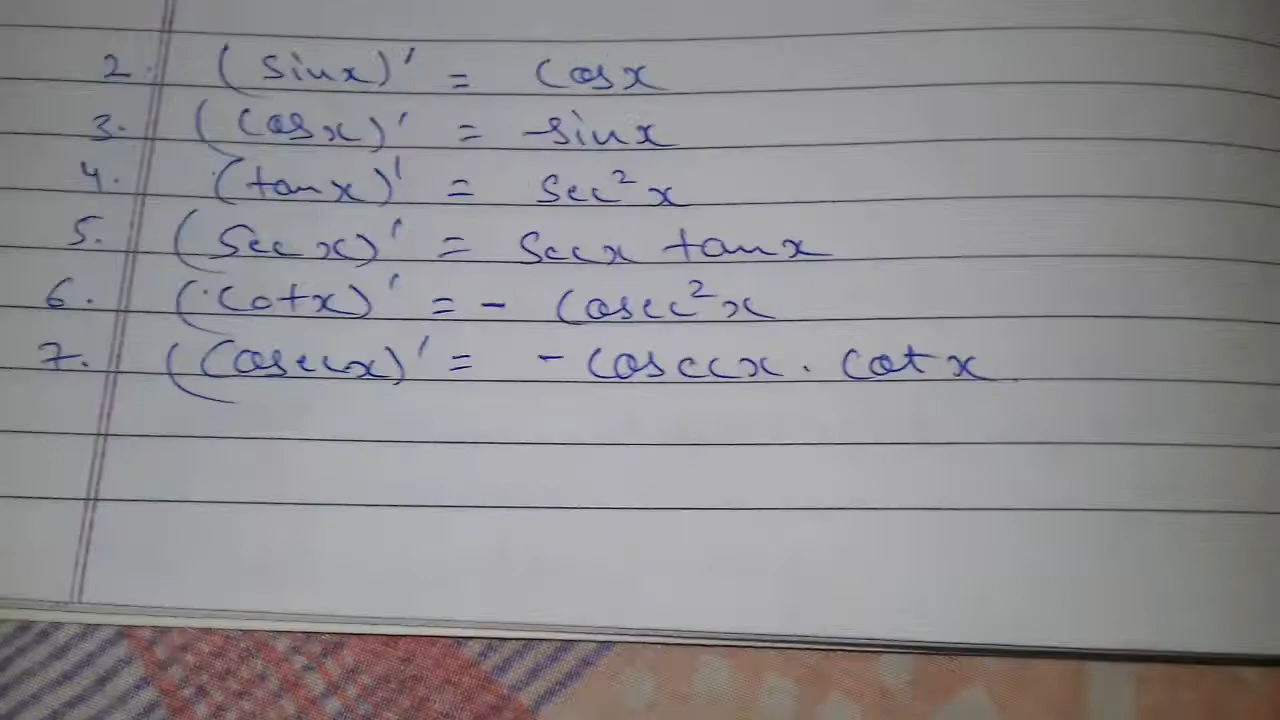 2. (sinx)' = cosx
3. (cosx)' = -sinx
4. (tanx)' = sec²x
5. (secx)' = secx tanx
6. (cotx)' = - cosec²x
7. (cosecx)' = - cosecx . cotx